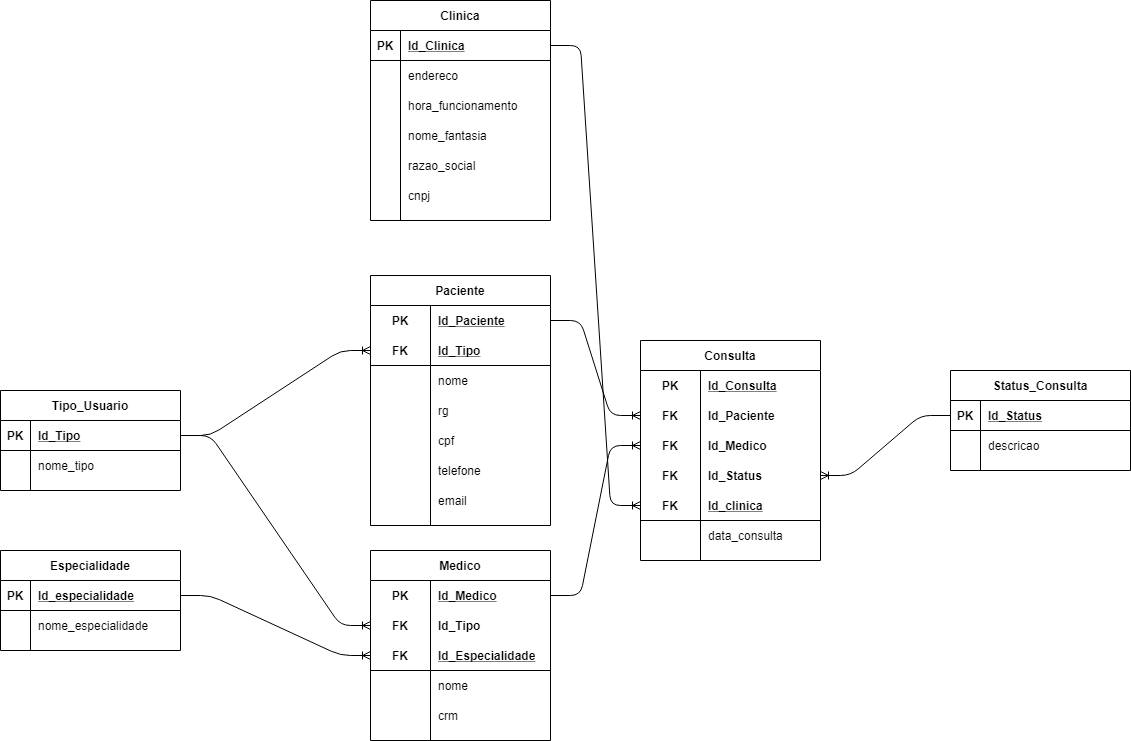 Clinica
PK Id_Clinica
endereco
hora_funcionamento
nome_fantasia
razao_social
cnpj
Paciente
PK Id_Paciente
FK Id_Tipo
nome
rg
cpf
telefone
email
Tipo_Usuario
PK Id_Tipo
nome_tipo
Especialidade
PK Id_especialidade
nome_especialidade
Medico
PK Id_Medico
FK Id_Tipo
FK Id_Especialidade
nome
crm
Consulta
PK Id_Consulta
FK Id_Paciente
FK Id_Medico
FK Id_Status
FK Id_clinica
data_consulta
Status_Consulta
PK Id_Status
descricao